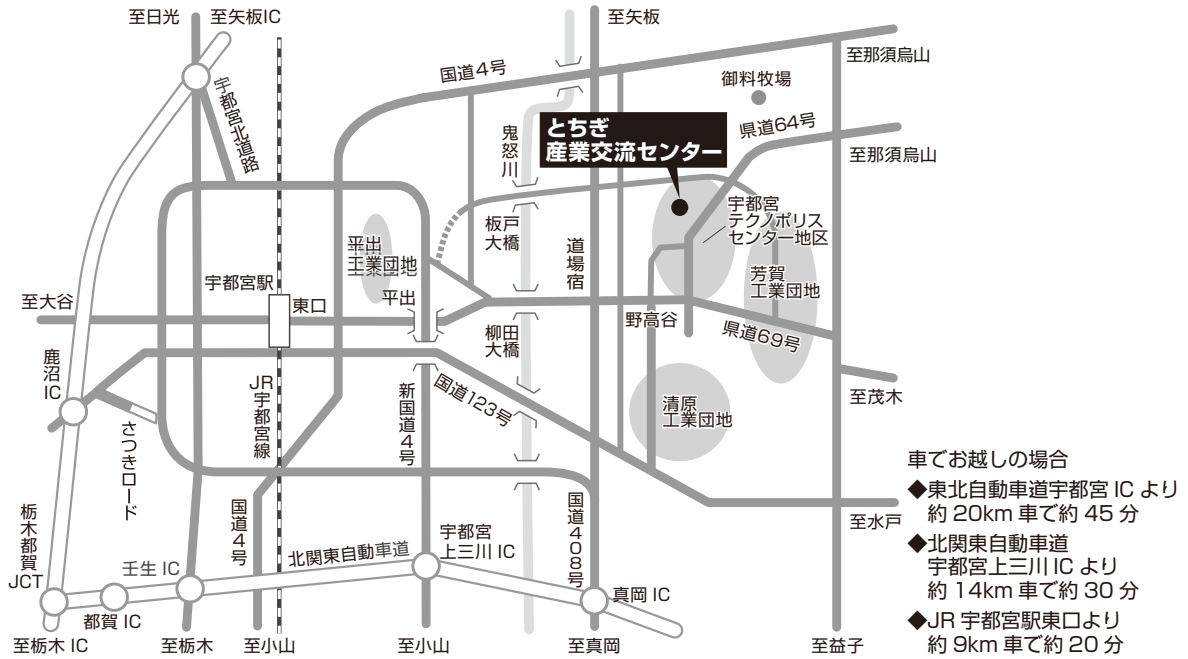 至日光
至矢板IC
至矢板
国道4号
至那須烏山
御料牧場
宇都宮北道路
鬼怒川
とちぎ
産業交流センター
県道64号
至那須烏山
宇都宮
テクノポリス
センター地区
板戸
大橋
道場宿
平出
工業団地
芳賀
工業団地
宇都宮駅
東口
平出
至大谷
野高谷
県道69号
柳田
大橋
鹿沼
IC
JR宇都宮線
新国道4号
国道123号
至茂木
清原
工業団地
さつきロード
車でお越しの場合
◆東北自動車道宇都宮 IC より
約 20km 車で約 45 分
◆北関東自動車道
宇都宮上三川 IC より
約 14km 車で約 30 分
◆JR 宇都宮駅東口より
約 9km 車で約 20 分
至水戸
栃木都賀
JCT
国道4号
国道408号
宇都宮
上三川 IC
北関東自動車道
壬生 IC
都賀 IC
真岡 IC
至栃木 IC
至栃木
至小山
至小山
至真岡
至益子